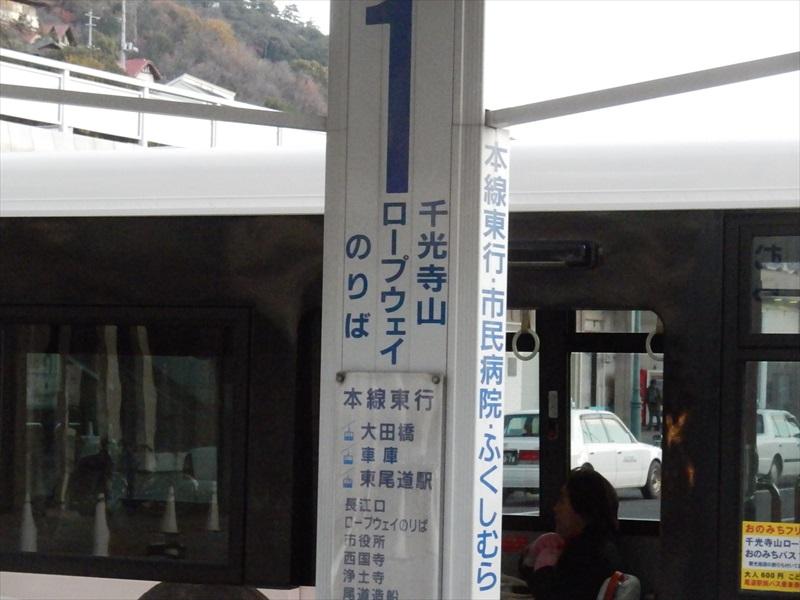 1
千光寺山
ロープウェイ
のりば
本線東行
大田橋
車庫
東尾道駅
長江口
ロープウェイのりば
市役所
西国寺
浄土寺
尾道造船
本線東行・市民病院・ふくしむら
おのみちフリ
千光寺山ロー
おのみちバス
大人600円